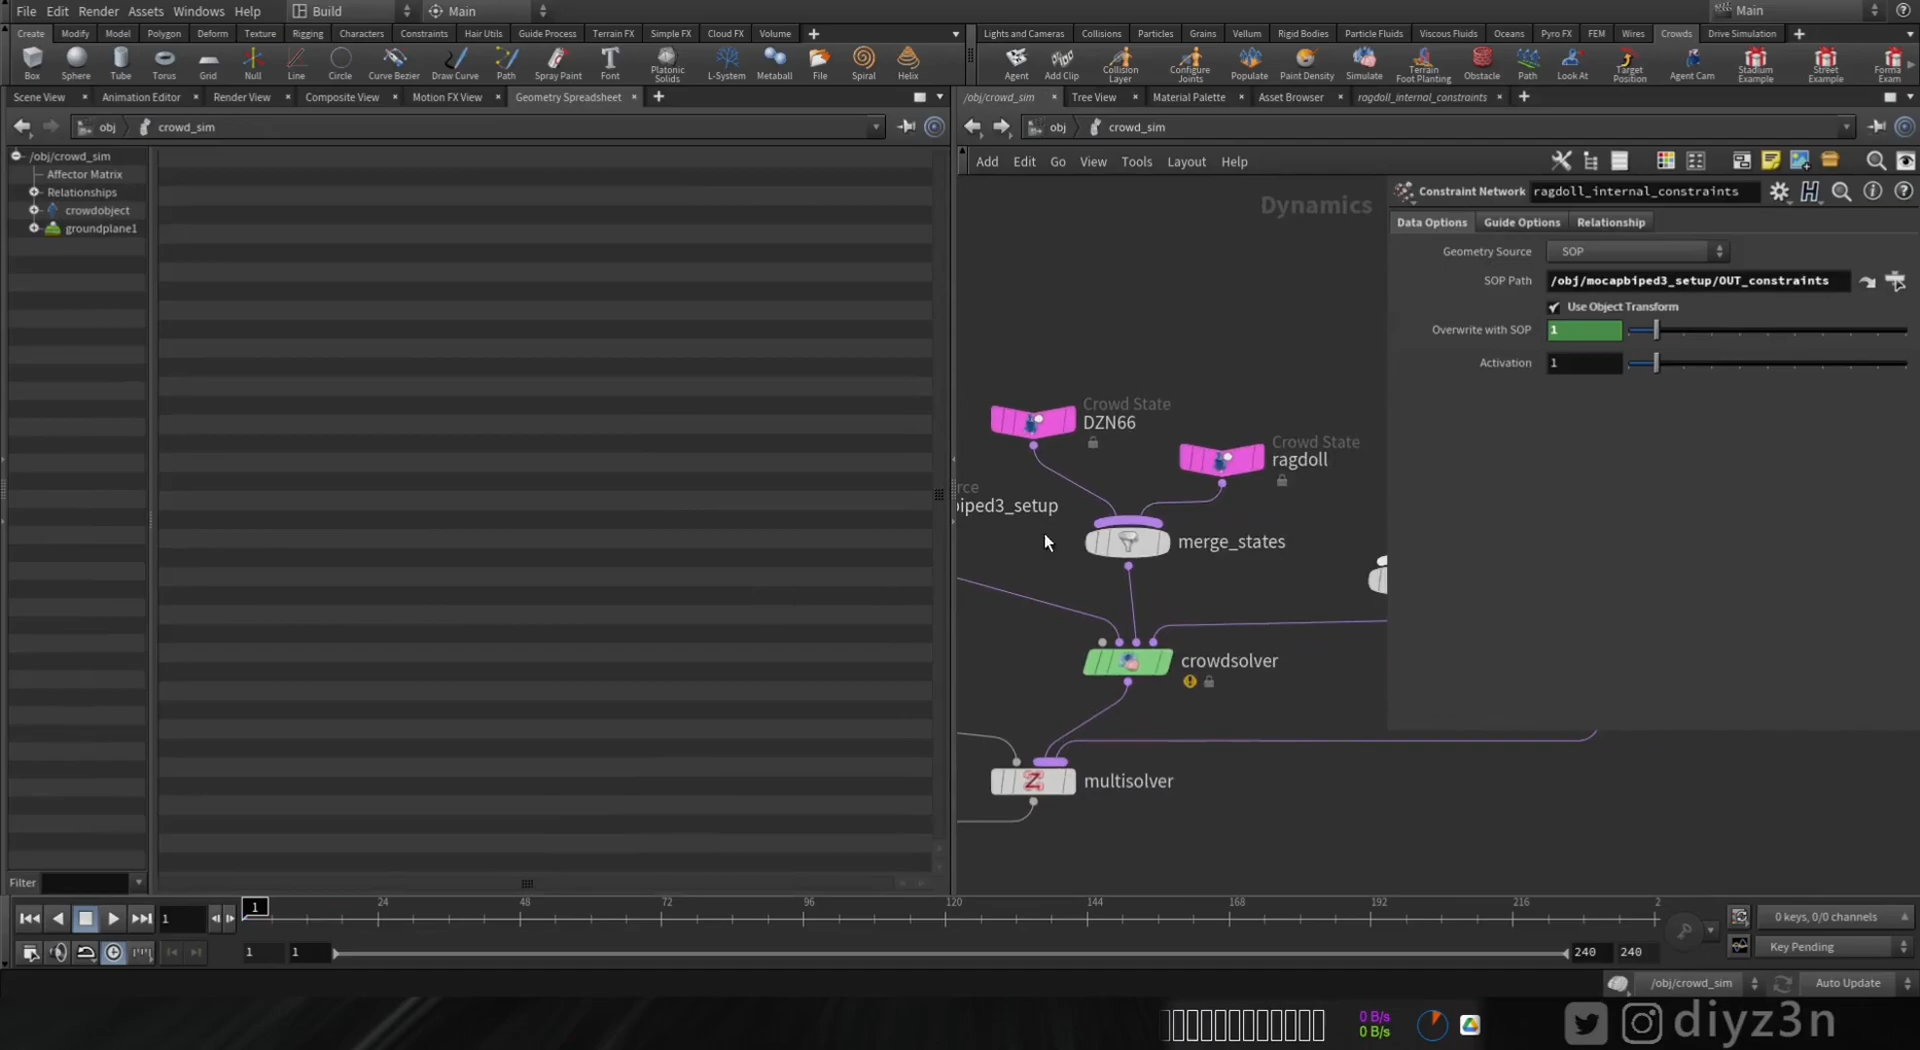 File Edit Render Assets Windows Help Build Main Main
Create Modify Model Polygon Deform Texture Rigging Characters Constraints Hair Utils Guide Process Terrain FX Simple FX Cloud FX Volume
Lights and Cameras Collisions Particles Grains Vellum Rigid Bodies Particle Fluids Viscous Fluids Oceans Pyro FX FEM Wires Crowds Drive Simulation
Box Sphere Tube Torus Grid Null Line Circle Curve Bezier Draw Curve Path Spray Paint Font Platonic Solids L-System Metaball File Spiral Helix
Agent Add Clip Collision Layer Configure Joints Populate Paint Density Simulate Terrain Foot Planting Obstacle Path Look At Target Position Agent Cam Stadium Example Street Example Forma Exam
Scene View Animation Editor Render View Composite View Motion FX View Geometry Spreadsheet
/obj/crowd_sim Tree View Material Palette Asset Browser ragdoll_internal_constraints
obj crowd_sim
obj crowd_sim
/obj/crowd_sim
Affector Matrix
Relationships
crowdobject
groundplane1
Add Edit Go View Tools Layout Help
Dynamics
Constraint Network ragdoll_internal_constraints
Data Options Guide Options Relationship
Geometry Source SOP
SOP Path /obj/mocapbiped3_setup/OUT_constraints
Use Object Transform
Overwrite with SOP 1
Activation 1
Crowd State
DZN66
Crowd State
ragdoll
rce
iped3_setup
merge_states
crowdsolver
multisolver
Filter
1 1 24 48 72 96 120 144 168 192 216 2
0 keys, 0/0 channels
1 1 240 240
Key Pending
/obj/crowd_sim Auto Update
0 B/s
0 B/s
diyz3n